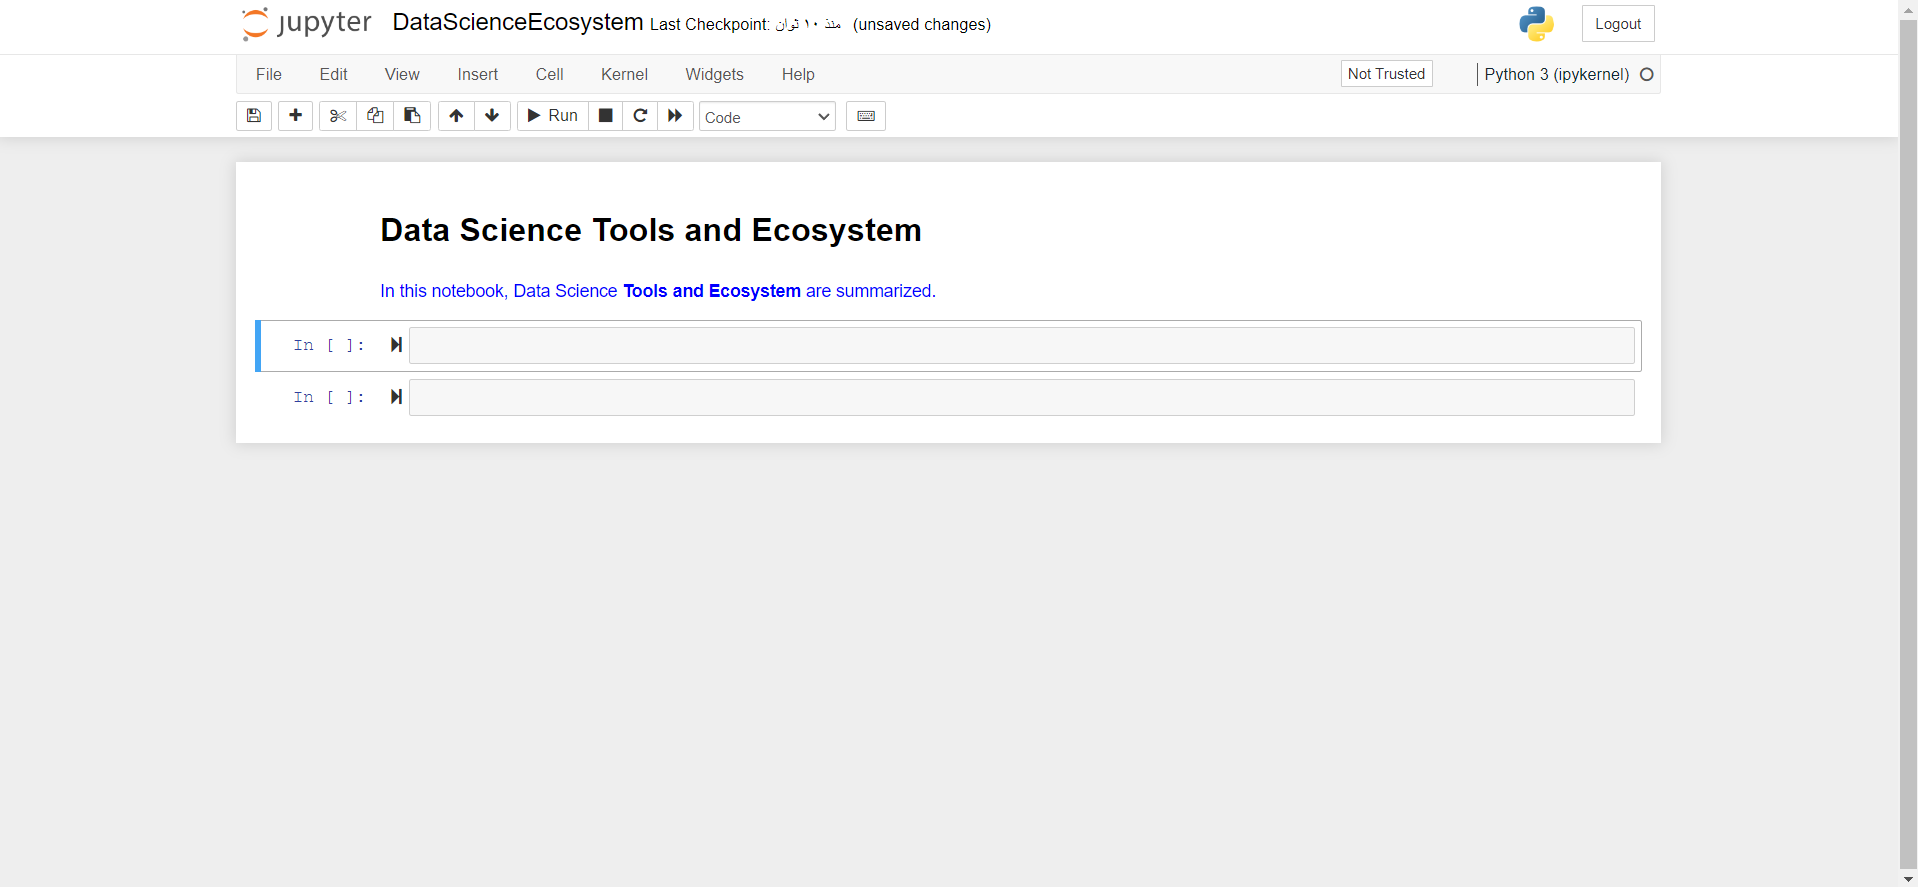 jupyter DataScienceEcosystem Last Checkpoint: منذ ١٠ ثوان (unsaved changes) Logout
File Edit View Insert Cell Kernel Widgets Help Not Trusted Python 3 (ipykernel)
Run Code
Data Science Tools and Ecosystem
In this notebook, Data Science Tools and Ecosystem are summarized.
In [ ]:
In [ ]: